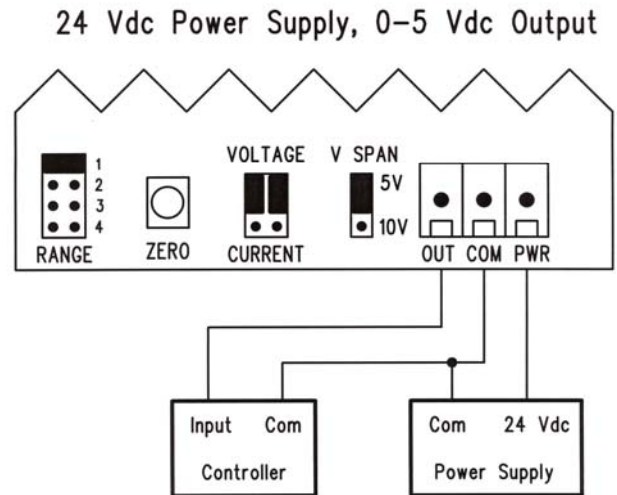 24 Vdc Power Supply, 0-5 Vdc Output
VOLTAGE V SPAN
1
2
3
4
5V
10V
RANGE ZERO CURRENT OUT COM PWR
Input Com
Controller
Com 24 Vdc
Power Supply